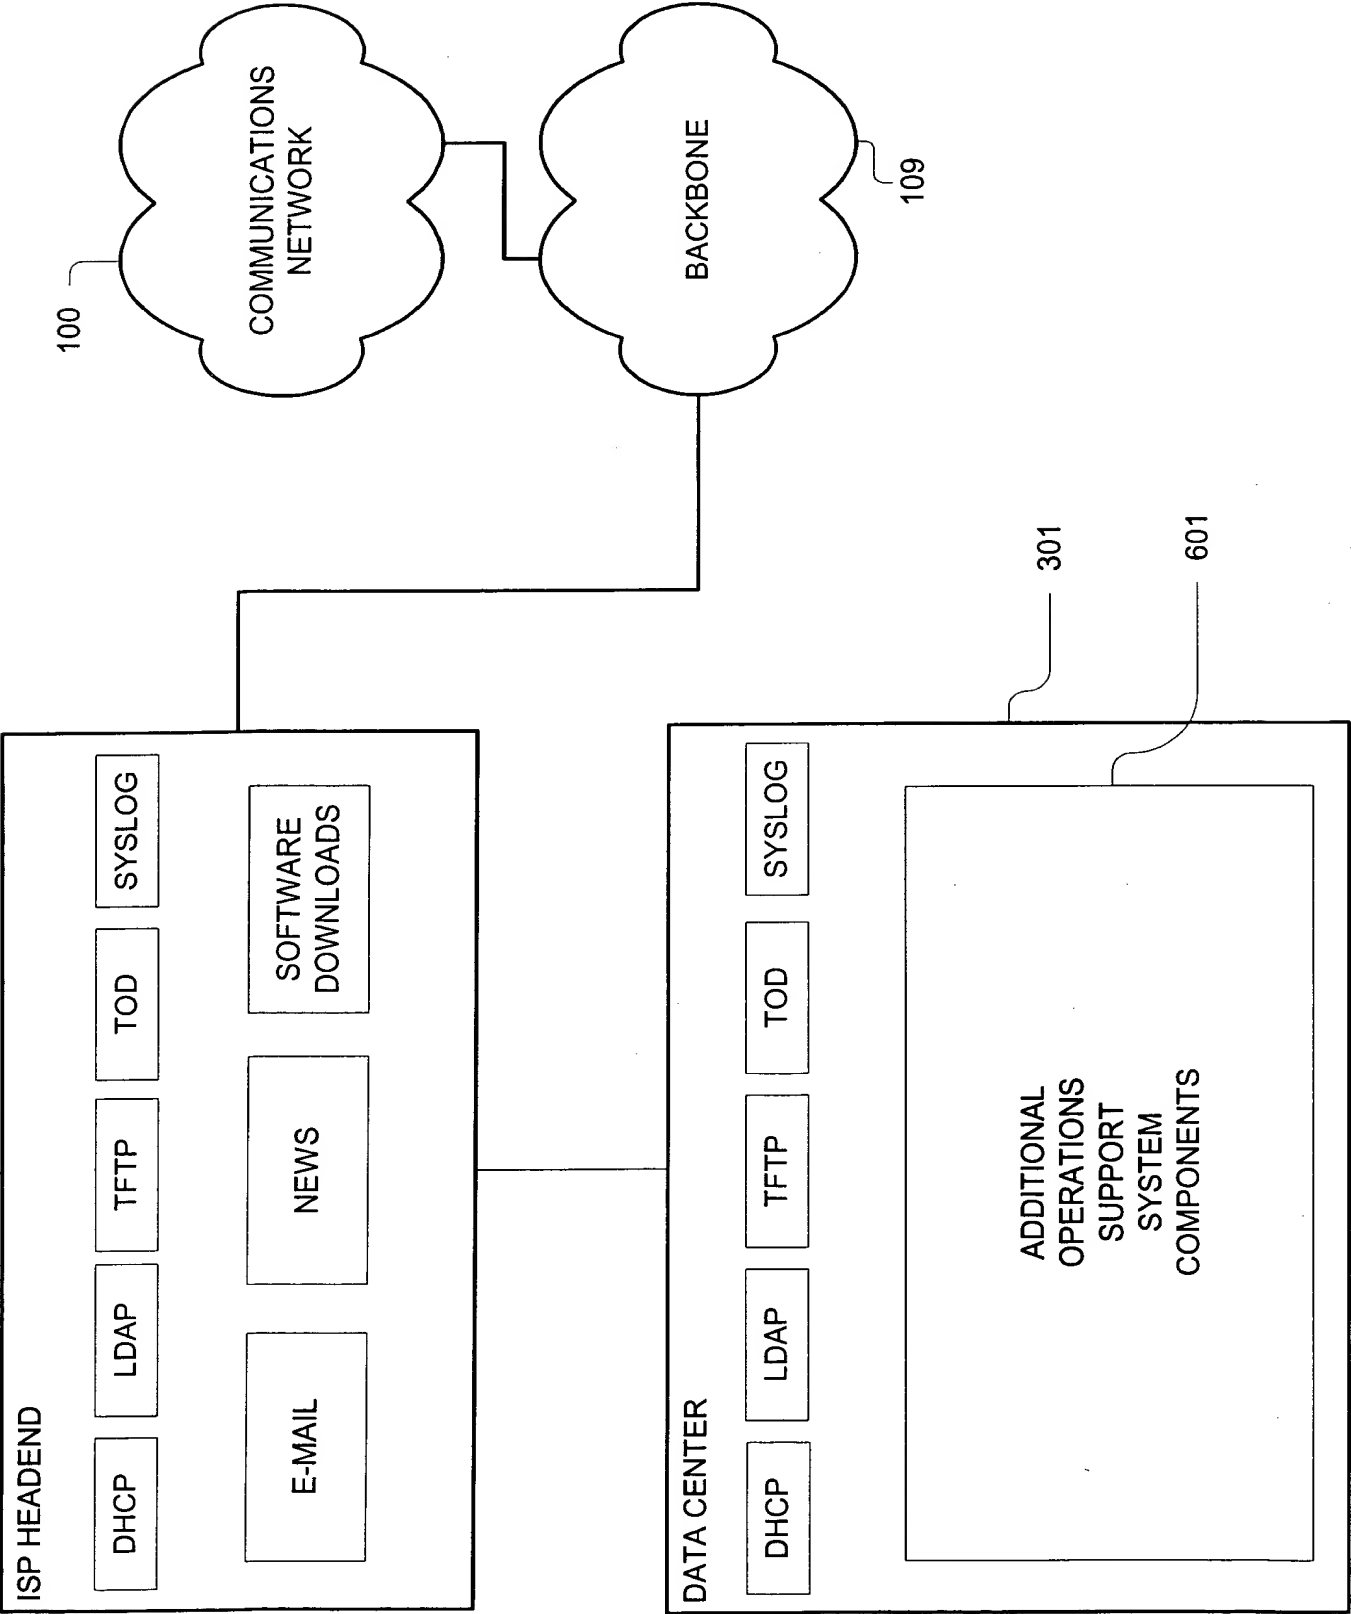 ISP HEADEND
DHCP
LDAP
TFTP
TOD
SYSLOG
E-MAIL
NEWS
SOFTWARE
DOWNLOADS
100
COMMUNICATIONS
NETWORK
BACKBONE
109
DATA CENTER
DHCP
LDAP
TFTP
TOD
SYSLOG
301
ADDITIONAL
OPERATIONS
SUPPORT
SYSTEM
COMPONENTS
601